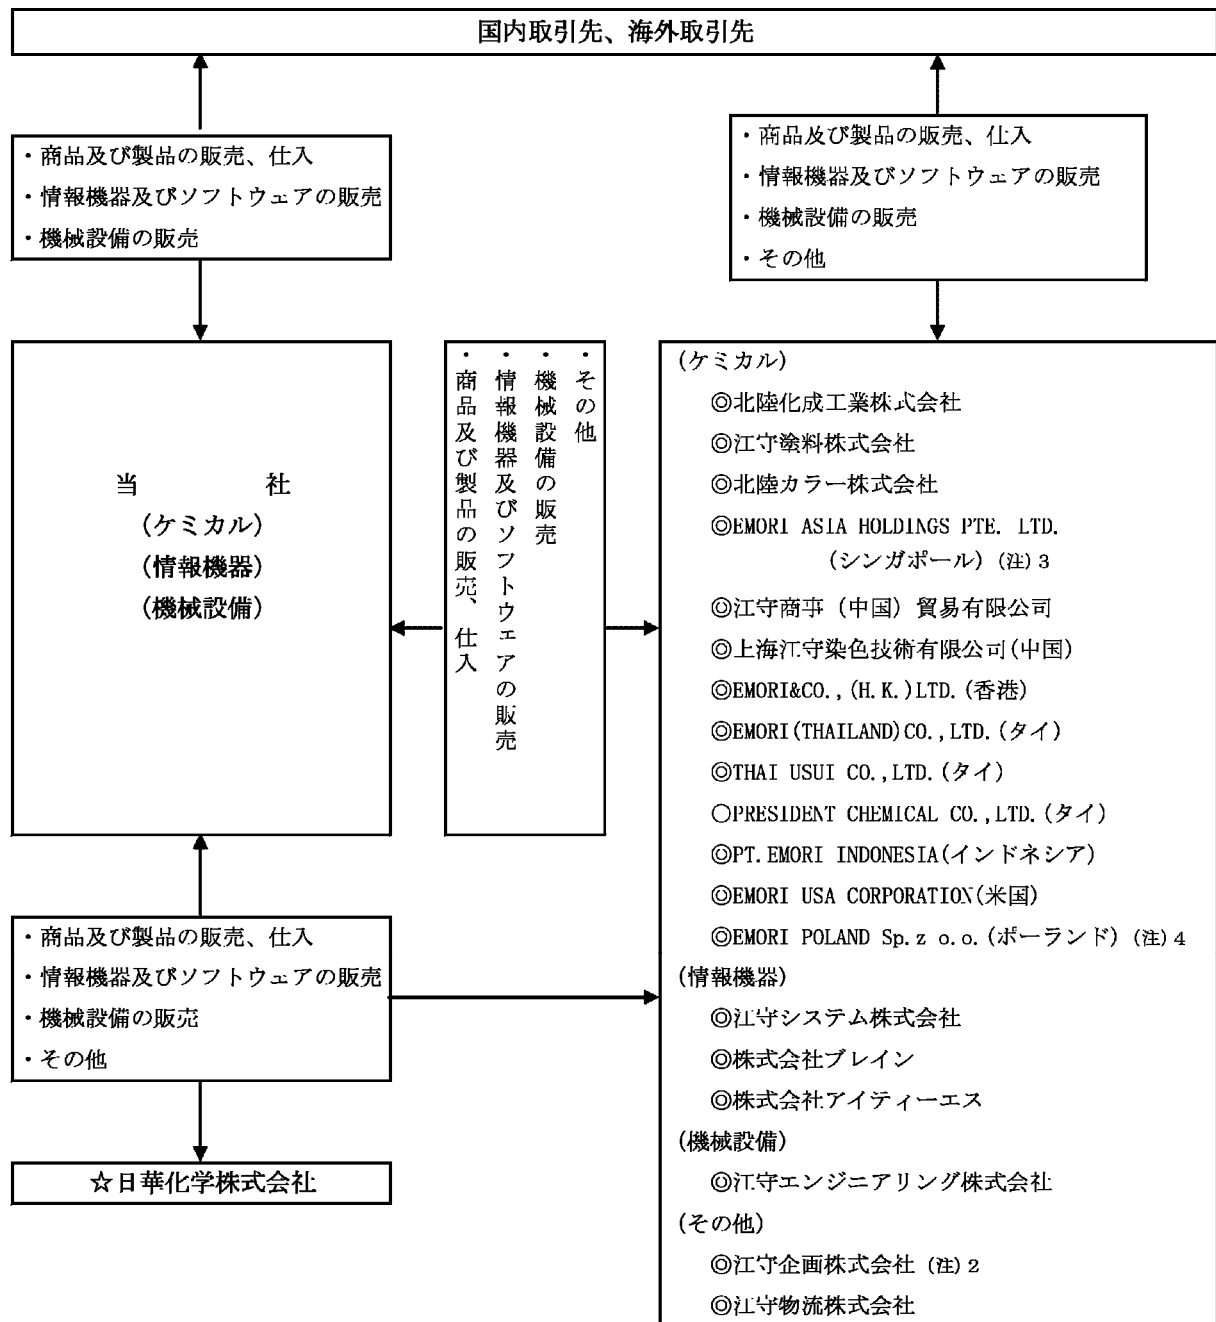 国内取引先、海外取引先
・商品及び製品の販売、仕入
・情報機器及びソフトウェアの販売
・機械設備の販売
・商品及び製品の販売、仕入
・情報機器及びソフトウェアの販売
・機械設備の販売
・その他
当 社
(ケミカル)
(情報機器)
(機械設備)
・商品及び製品の販売、仕入
・情報機器及びソフトウェアの販売
・機械設備の販売
・その他
(ケミカル)
◎北陸化成工業株式会社
◎江守塗料株式会社
◎北陸カラー株式会社
◎EMORI ASIA HOLDINGS PTE. LTD.
(シンガポール) (注) 3
◎江守商事(中国)貿易有限公司
◎上海江守染色技術有限公司(中国)
◎EMORI&CO.,(H.K.)LTD.(香港)
◎EMORI(THAILAND)CO.,LTD.(タイ)
◎THAI USUI CO.,LTD.(タイ)
○PRESIDENT CHEMICAL CO.,LTD.(タイ)
◎PT.EMORI INDONESIA(インドネシア)
◎EMORI USA CORPORATION(米国)
◎EMORI POLAND Sp.z o.o.(ポーランド) (注) 4
(情報機器)
◎江守システム株式会社
◎株式会社ブレイン
◎株式会社アイティーエス
(機械設備)
◎江守エンジニアリング株式会社
(その他)
◎江守企画株式会社 (注) 2
◎江守物流株式会社
・商品及び製品の販売、仕入
・情報機器及びソフトウェアの販売
・機械設備の販売
・その他
☆日華化学株式会社